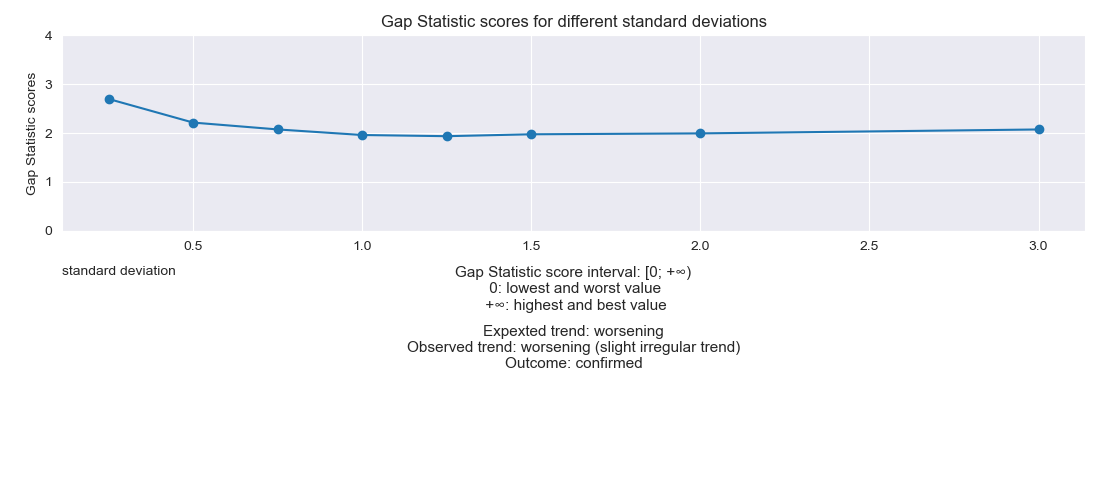 Gap Statistic scores for different standard deviations
Gap Statistic scores
4
3
2
1
0
0.5 1.0 1.5 2.0 2.5 3.0
standard deviation
Gap Statistic score interval: [0; +∞)
0: lowest and worst value
+∞: highest and best value
Expexted trend: worsening
Observed trend: worsening (slight irregular trend)
Outcome: confirmed